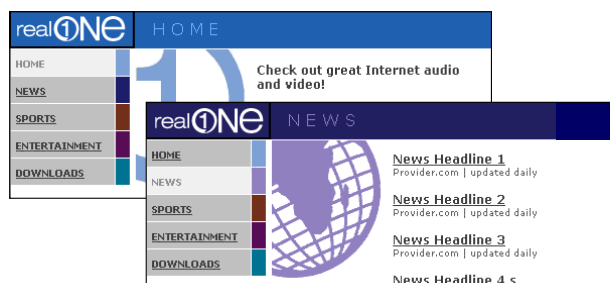 realONE
HOME
HOME
NEWS
SPORTS
ENTERTAINMENT
DOWNLOADS
Check out great Internet audio
and video!
realONE
NEWS
HOME
NEWS
SPORTS
ENTERTAINMENT
DOWNLOADS
News Headline 1
Provider.com | updated daily
News Headline 2
Provider.com | updated daily
News Headline 3
Provider.com | updated daily
News Headline 4 s